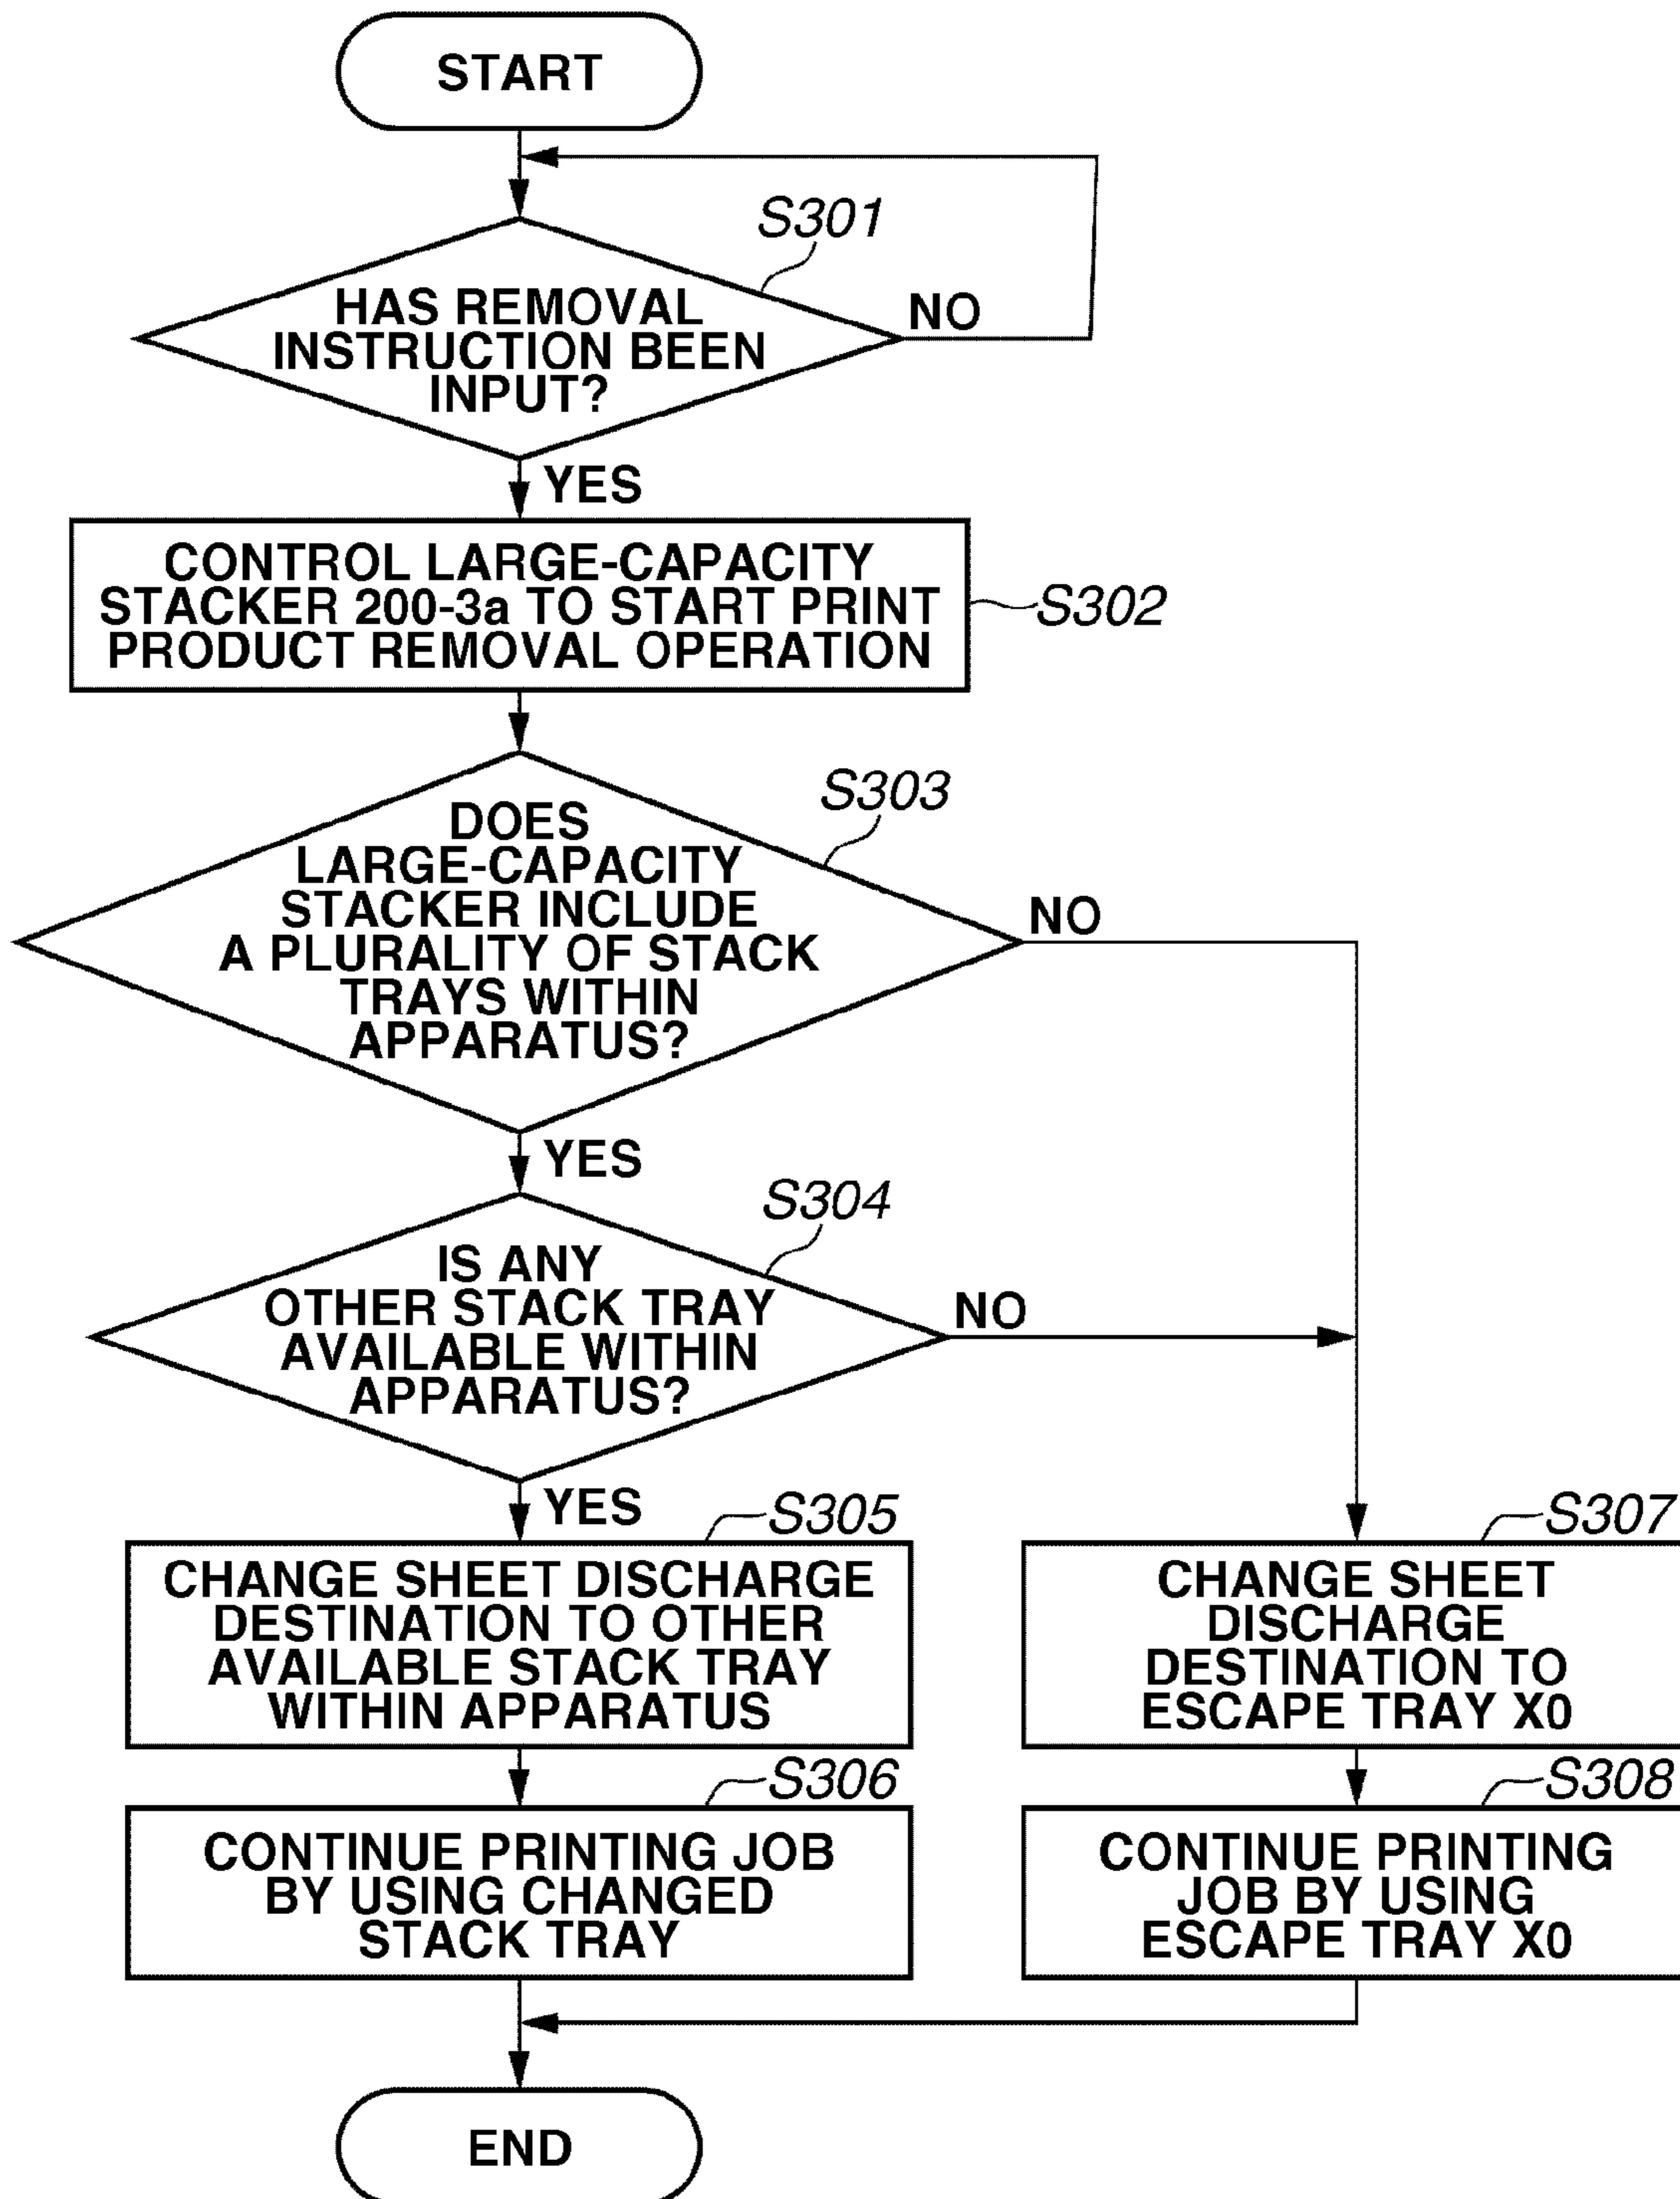 START
S301
HAS REMOVAL
INSTRUCTION BEEN
INPUT?
NO
YES
CONTROL LARGE-CAPACITY
STACKER 200-3a TO START PRINT
PRODUCT REMOVAL OPERATION
S302
S303
DOES
LARGE-CAPACITY
STACKER INCLUDE
A PLURALITY OF STACK
TRAYS WITHIN
APPARATUS?
NO
YES
S304
IS ANY
OTHER STACK TRAY
AVAILABLE WITHIN
APPARATUS?
NO
YES
S305
CHANGE SHEET DISCHARGE
DESTINATION TO OTHER
AVAILABLE STACK TRAY
WITHIN APPARATUS
S307
CHANGE SHEET
DISCHARGE
DESTINATION TO
ESCAPE TRAY X0
S306
CONTINUE PRINTING JOB
BY USING CHANGED
STACK TRAY
S308
CONTINUE PRINTING
JOB BY USING
ESCAPE TRAY X0
END